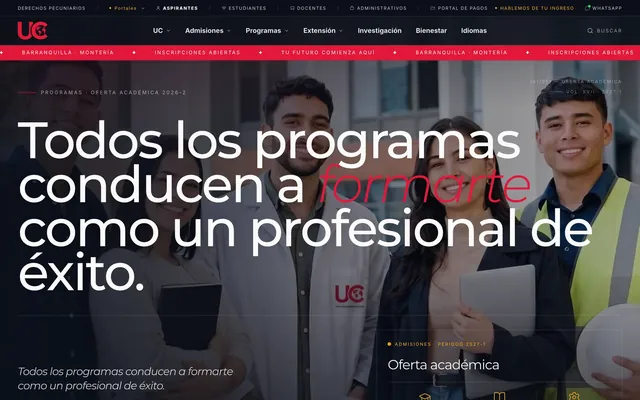 DERECHOS PECUNIARIOS
Portales
ASPIRANTES
ESTUDIANTES
DOCENTES
ADMINISTRATIVOS
PORTAL DE PAGOS
HABLEMOS DE TU INGRESO
WHATSAPP
UC
UC
Admisiones
Programas
Extensión
Investigación
Bienestar
Idiomas
BUSCAR
BARRANQUILLA · MONTERÍA
INSCRIPCIONES ABIERTAS
TU FUTURO COMIENZA AQUÍ
BARRANQUILLA · MONTERÍA
INSCRIPCIONES ABIERTAS
OFERTA ACADÉMICA
PROGRAMAS · OFERTA ACADÉMICA 2026-2
Todos los programas
conducen a formarte
como un profesional de
éxito.
UC
ADMISIONES · PERIODO 2027-1
Oferta académica
Todos los programas conducen a formarte
como un profesional de éxito.